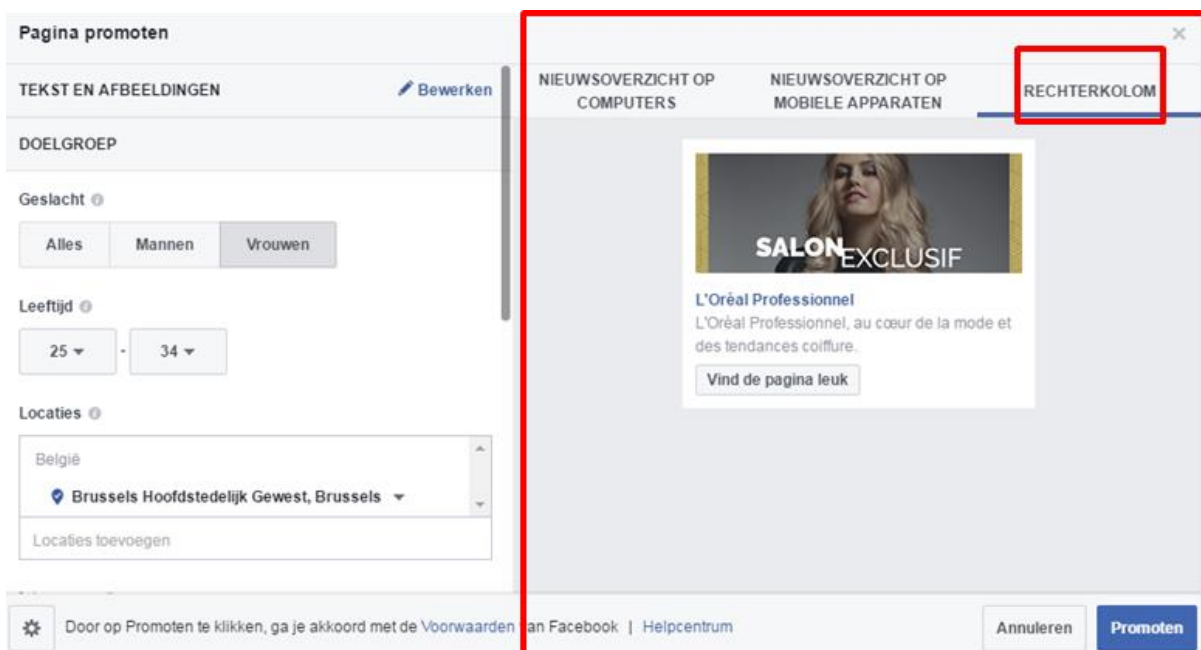 Pagina promoten
×
TEKST EN AFBEELDINGEN
Bewerken
DOELGROEP
Geslacht
Alles
Mannen
Vrouwen
Leeftijd
25
-
34
Locaties
België
Brussels Hoofdstedelijk Gewest, Brussels
Locaties toevoegen
NIEUWSOVERZICHT OP
COMPUTERS
NIEUWSOVERZICHT OP
MOBIELE APPARATEN
RECHTERKOLOM
SALON EXCLUSIF
L'Oréal Professionnel
L'Oréal Professionnel, au cœur de la mode et
des tendances coiffure.
Vind de pagina leuk
Door op Promoten te klikken, ga je akkoord met de Voorwaarden van Facebook | Helpcentrum
Annuleren
Promoten